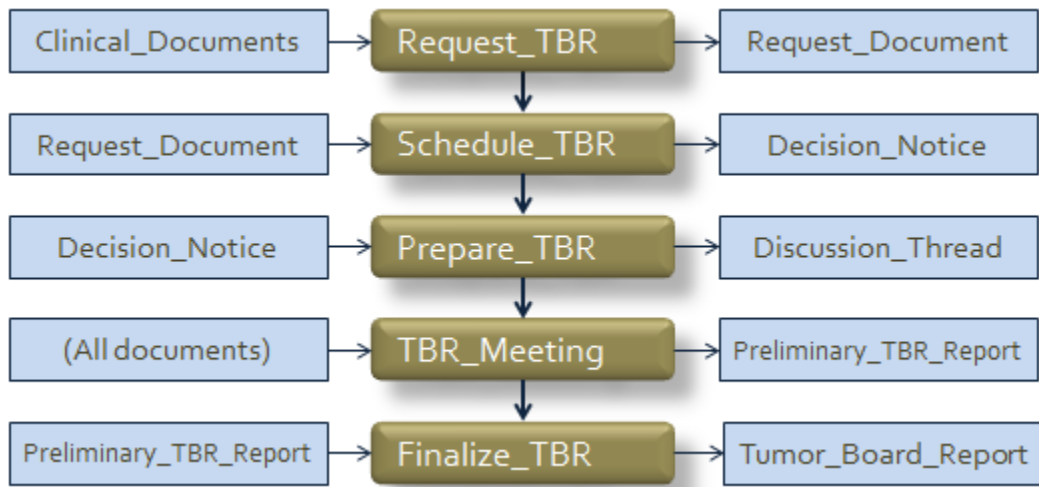 Clinical_Documents
Request_TBR
Request_Document
Request_Document
Schedule_TBR
Decision_Notice
Decision_Notice
Prepare_TBR
Discussion_Thread
(All documents)
TBR_Meeting
Preliminary_TBR_Report
Preliminary_TBR_Report
Finalize_TBR
Tumor_Board_Report